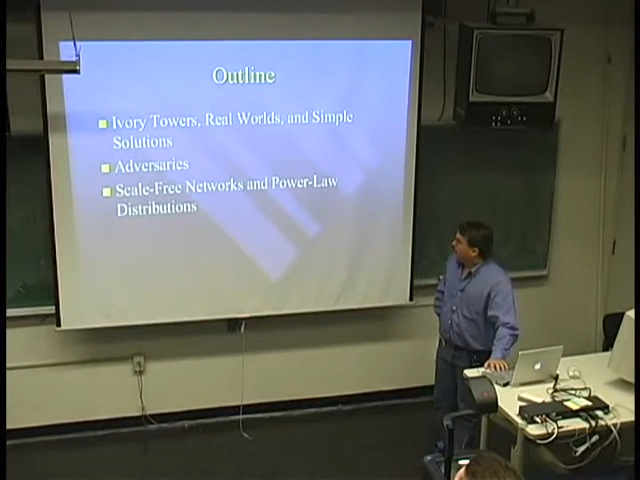 Outline
Ivory Towers, Real Worlds, and Simple
Solutions
Adversaries
Scale-Free Networks and Power-Law
Distributions